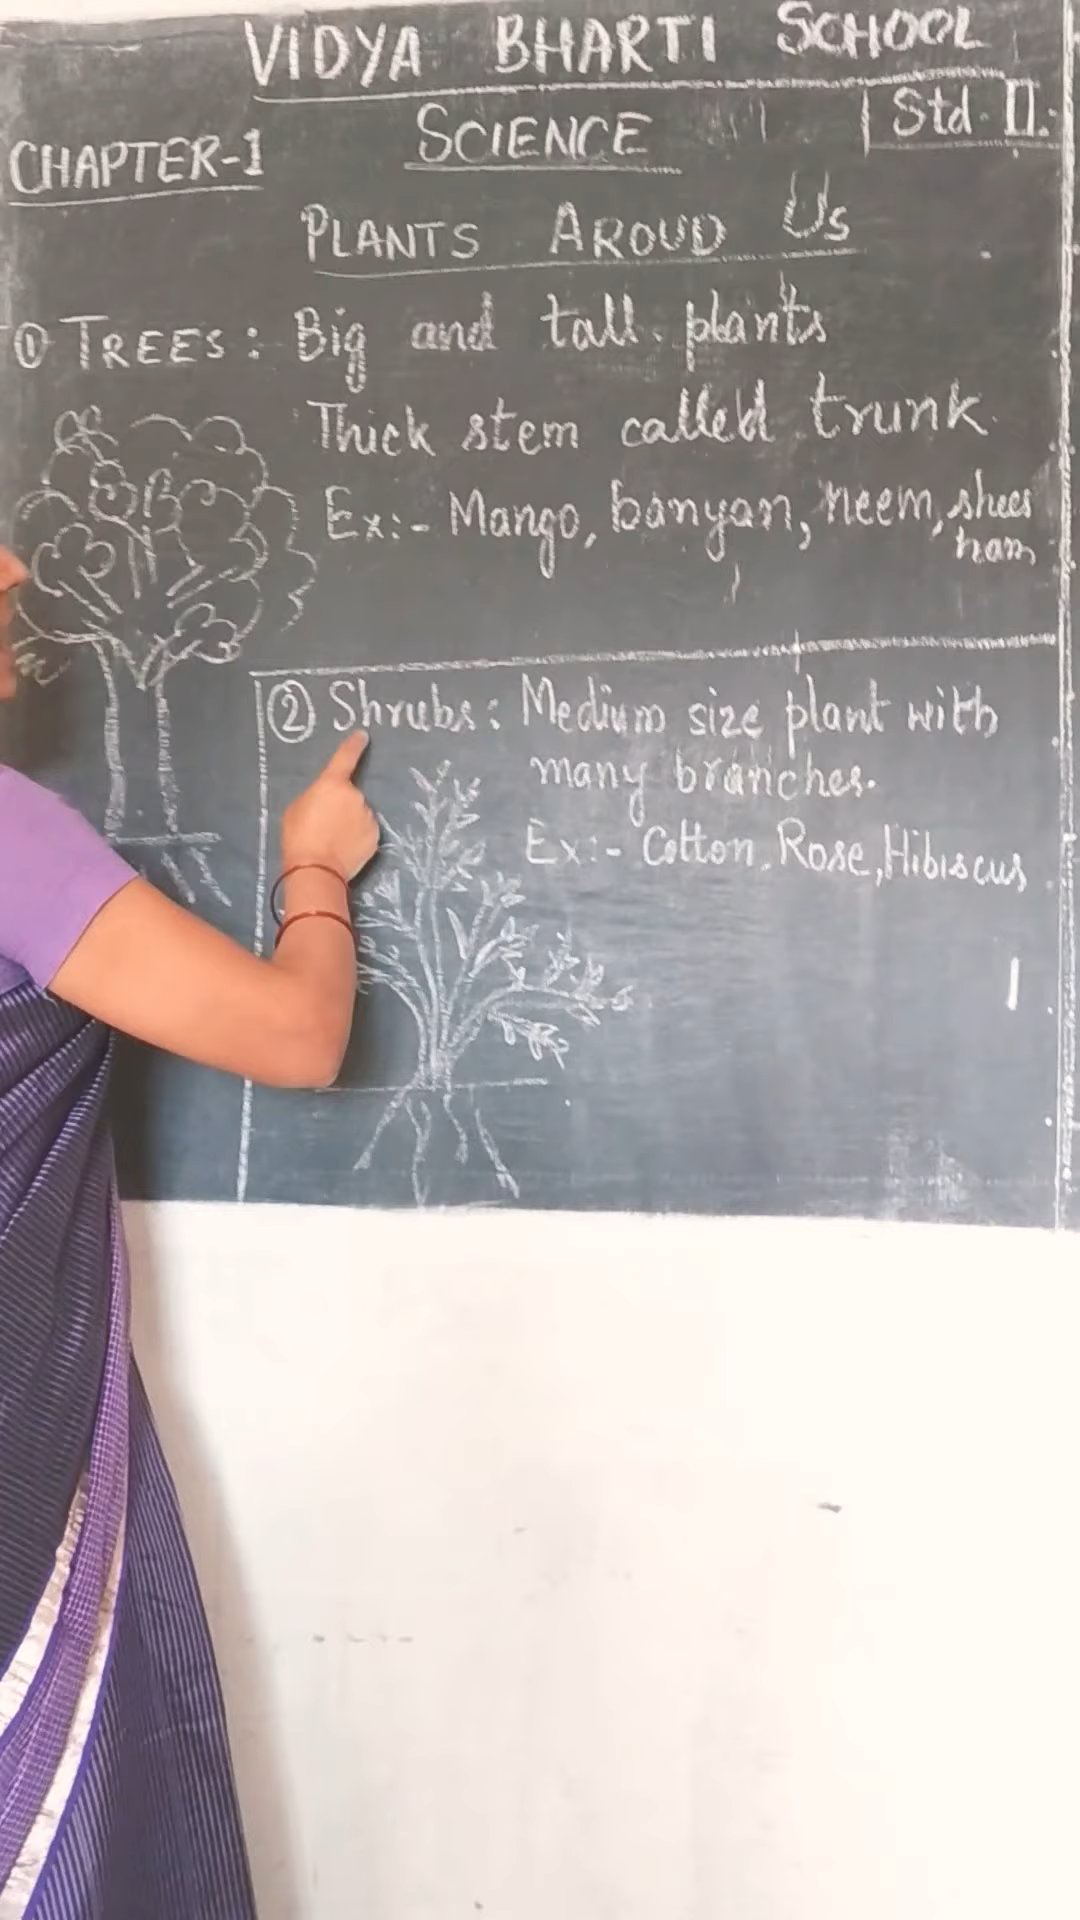 VIDYA BHARTI SCHOOL
SCIENCE
Std. II.
CHAPTER-1
PLANTS AROUD US
① TREES: Big and tall plants
Thick stem called trunk.
Ex:- Mango, banyan, neem, shees
ham
② Shrubs: Medium size plant with
many branches.
Ex:- Cotton, Rose, Hibiscus